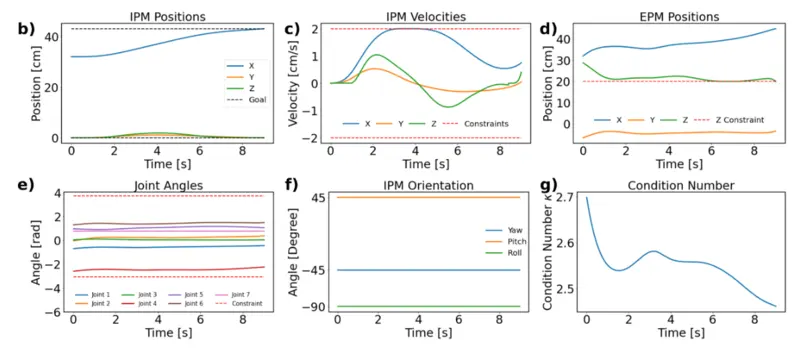 b)
IPM Positions
Position [cm]
40
20
0
X
Y
Z
Goal
0 2 4 6 8
Time [s]
c)
IPM Velocities
Velocity [cm/s]
2
1
0
−1
−2
X Y Z Constraints
0 2 4 6 8
Time [s]
d)
EPM Positions
Position [cm]
40
20
0
X Y Z Z Constraint
0 2 4 6 8
Time [s]
e)
Joint Angles
Angle [rad]
4
2
0
−2
−4
−6
Joint 1 Joint 3 Joint 5 Joint 7
Joint 2 Joint 4 Joint 6 Constraint
0 2 4 6 8
Time [s]
f)
IPM Orientation
Angle [Degree]
45
−45
−90
Yaw
Pitch
Roll
0 2 4 6 8
Time [s]
g)
Condition Number
Condition Number κ
2.7
2.6
2.5
0 2 4 6 8
Time [s]